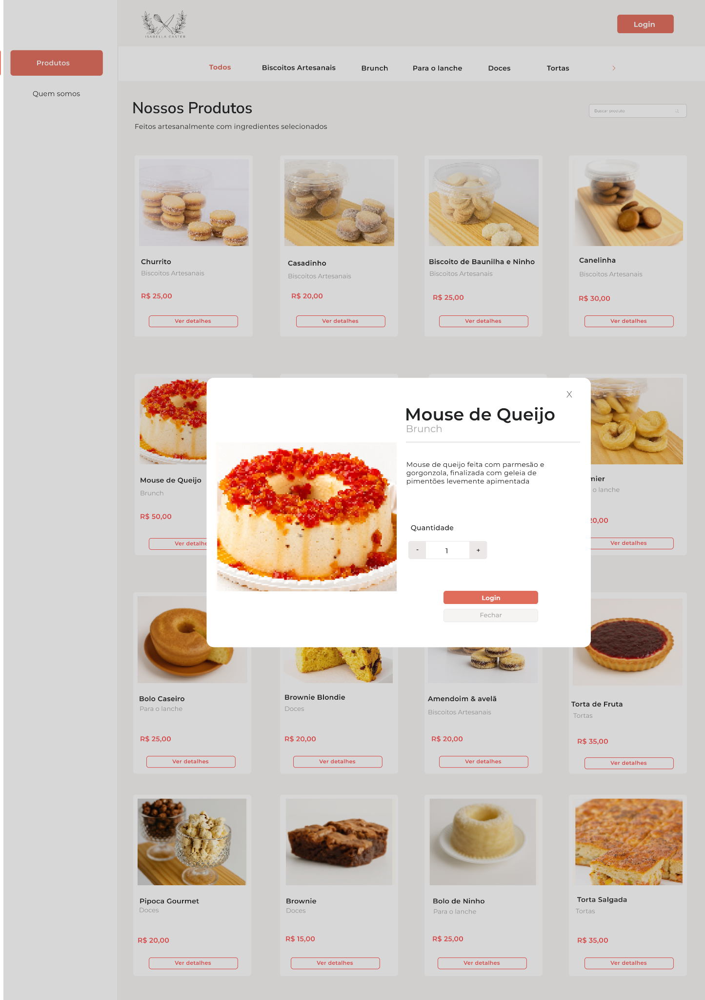 ISABELLA CASTER
Login
Produtos
Quem somos
Todos
Biscoitos Artesanais
Brunch
Para o lanche
Doces
Tortas
Nossos Produtos
Feitos artesanalmente com ingredientes selecionados
Buscar produto
Churrito
Biscoitos Artesanais
R$ 25,00
Ver detalhes
Casadinho
Biscoitos Artesanais
R$ 20,00
Ver detalhes
Biscoito de Baunilha e Ninho
Biscoitos Artesanais
R$ 25,00
Ver detalhes
Canelinha
Biscoitos Artesanais
R$ 30,00
Ver detalhes
Mouse de Queijo
Brunch
R$ 50,00
Ver detalhe
X
Mouse de Queijo
Brunch
Mouse de queijo feita com parmesão e
gorgonzola, finalizada com geleia de
pimentões levemente apimentada
Quantidade
- 1 +
Login
Fechar
mier
o lanche
20,00
Ver detalhes
Bolo Caseiro
Para o lanche
R$ 25,00
Ver detalhes
Brownie Blondie
Doces
R$ 20,00
Ver detalhes
Amendoim & avelã
Biscoitos Artesanais
R$ 20,00
Ver detalhes
Torta de Fruta
Tortas
R$ 35,00
Ver detalhes
Pipoca Gourmet
Doces
R$ 20,00
Ver detalhes
Brownie
Doces
R$ 15,00
Ver detalhes
Bolo de Ninho
Para o lanche
R$ 25,00
Ver detalhes
Torta Salgada
Tortas
R$ 35,00
Ver detalhes